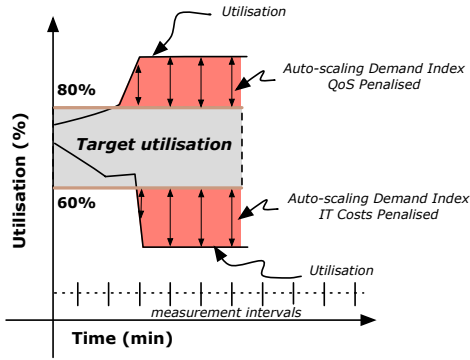 Utilisation
Auto-scaling Demand Index
QoS Penalised
80%
Target utilisation
Utilisation (%)
60%
Auto-scaling Demand Index
IT Costs Penalised
Utilisation
measurement intervals
Time (min)